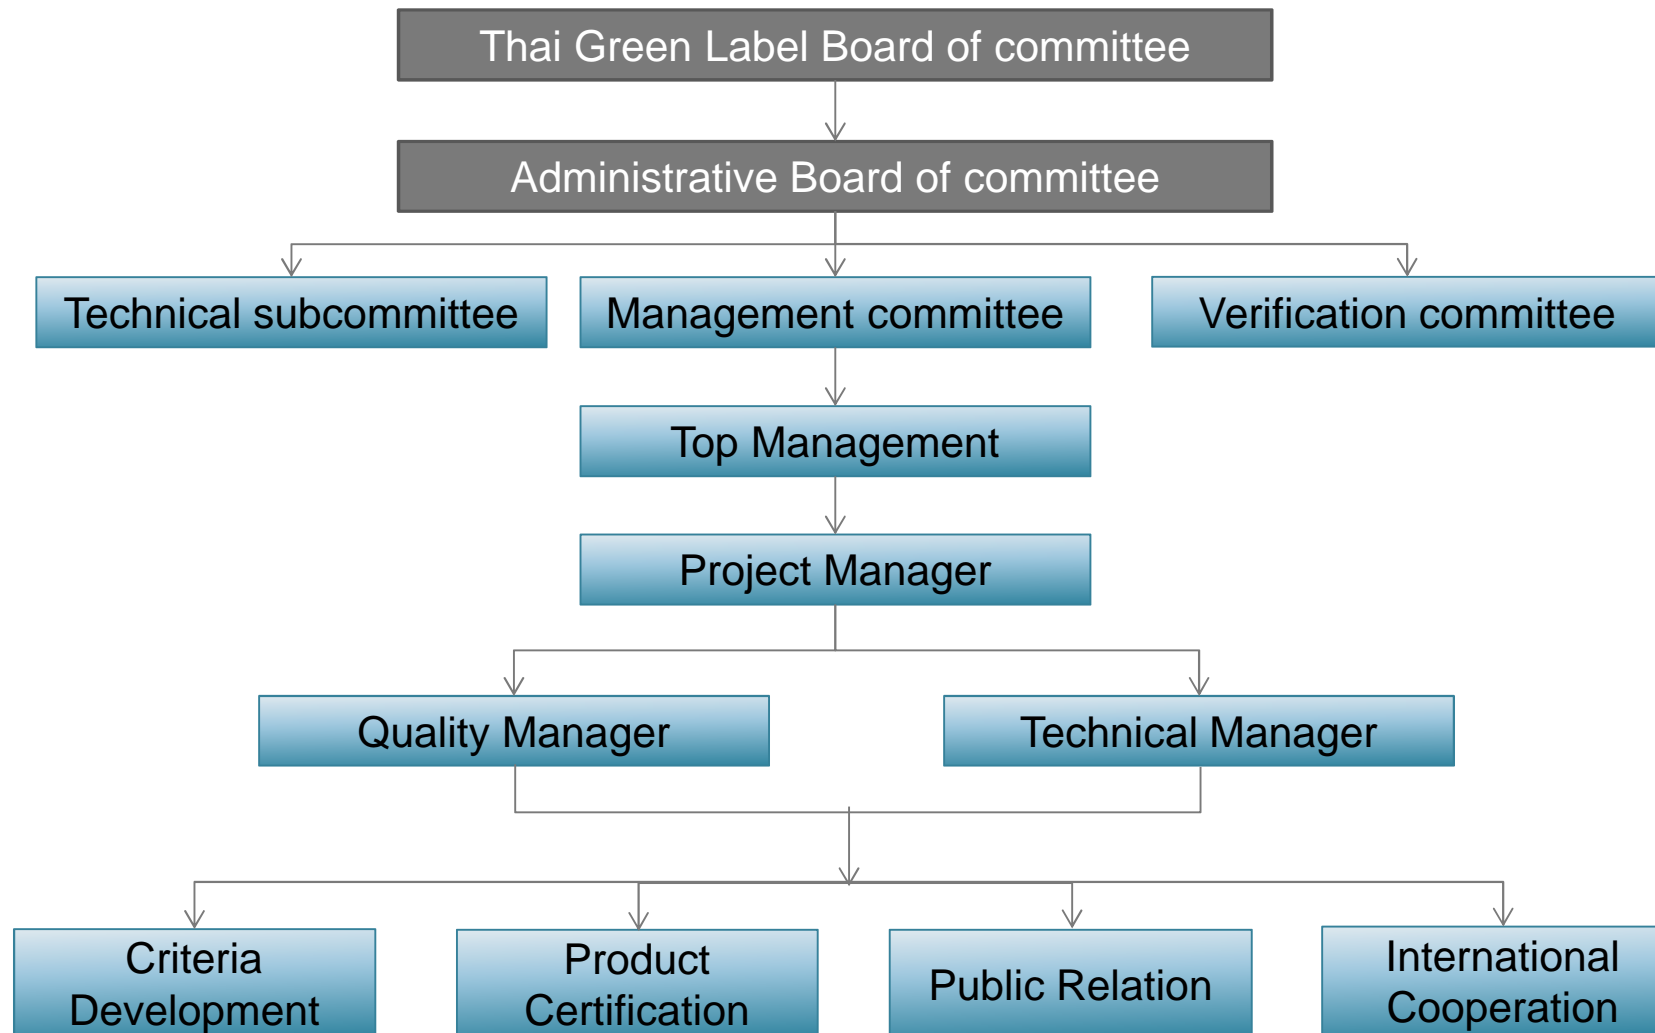 Thai Green Label Board of committee
Administrative Board of committee
Technical subcommittee
Management committee
Verification committee
Top Management
Project Manager
Quality Manager
Technical Manager
Criteria
Development
Product
Certification
Public Relation
International
Cooperation